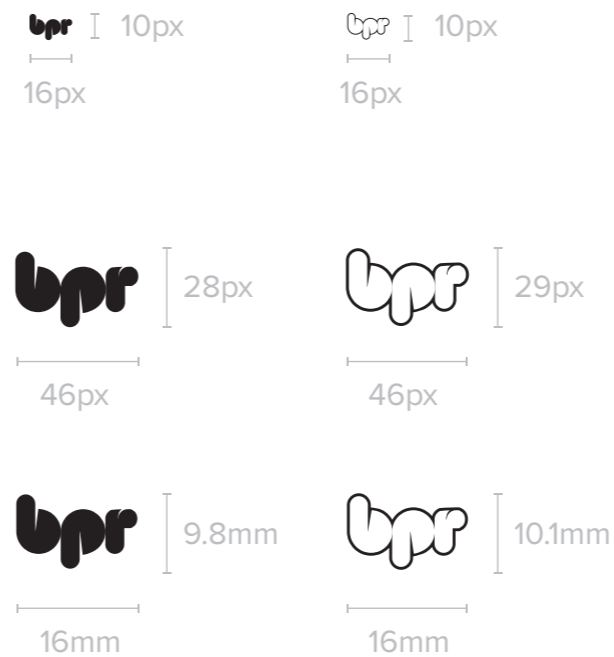 bpr 10px bpr 10px
16px 16px
bpr 28px bpr 29px
46px 46px
bpr 9.8mm bpr 10.1mm
16mm 16mm